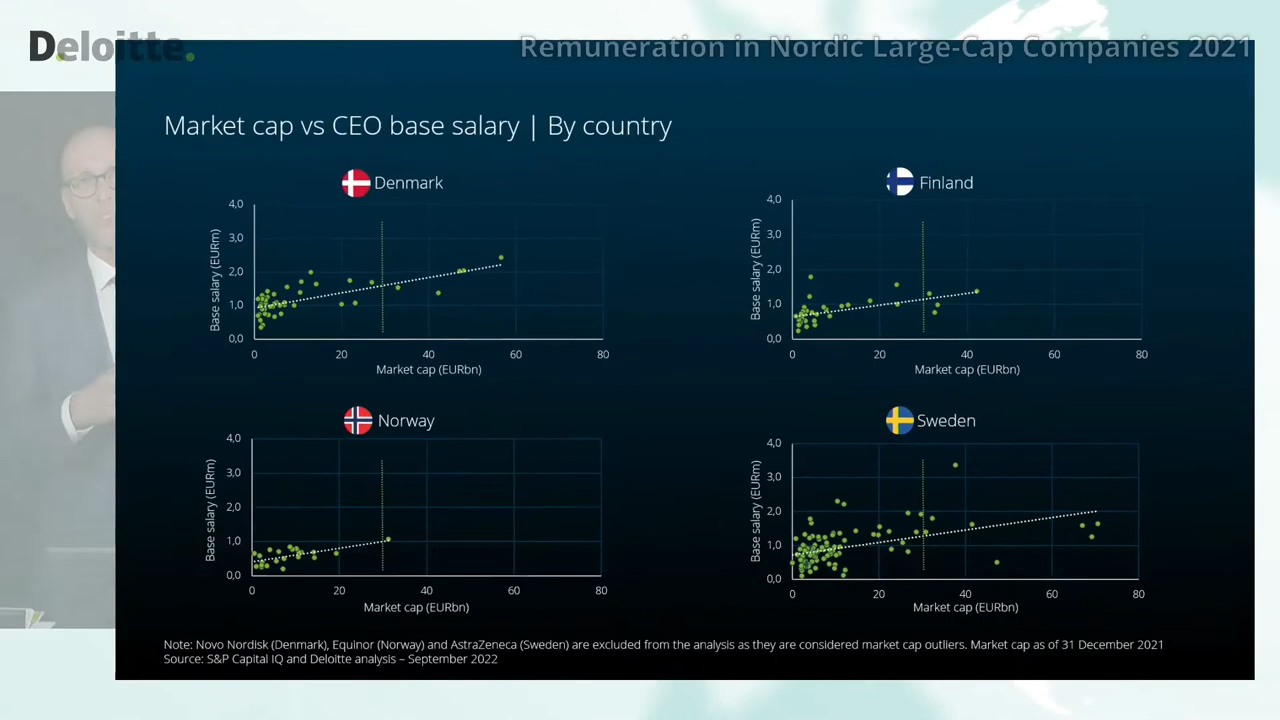 Deloitte.
Remuneration in Nordic Large-Cap Companies 2021
Market cap vs CEO base salary | By country
Denmark
Base salary (EURm)
4,0
3,0
2,0
1,0
0,0
0 20 40 60 80
Market cap (EURbn)
Finland
Base salary (EURm)
4,0
3,0
2,0
1,0
0,0
0 20 40 60 80
Market cap (EURbn)
Norway
Base salary (EURm)
4,0
3,0
2,0
1,0
0,0
0 20 40 60 80
Market cap (EURbn)
Sweden
Base salary (EURm)
4,0
3,0
2,0
1,0
0,0
0 20 40 60 80
Market cap (EURbn)
Note: Novo Nordisk (Denmark), Equinor (Norway) and AstraZeneca (Sweden) are excluded from the analysis as they are considered market cap outliers. Market cap as of 31 December 2021
Source: S&P Capital IQ and Deloitte analysis – September 2022